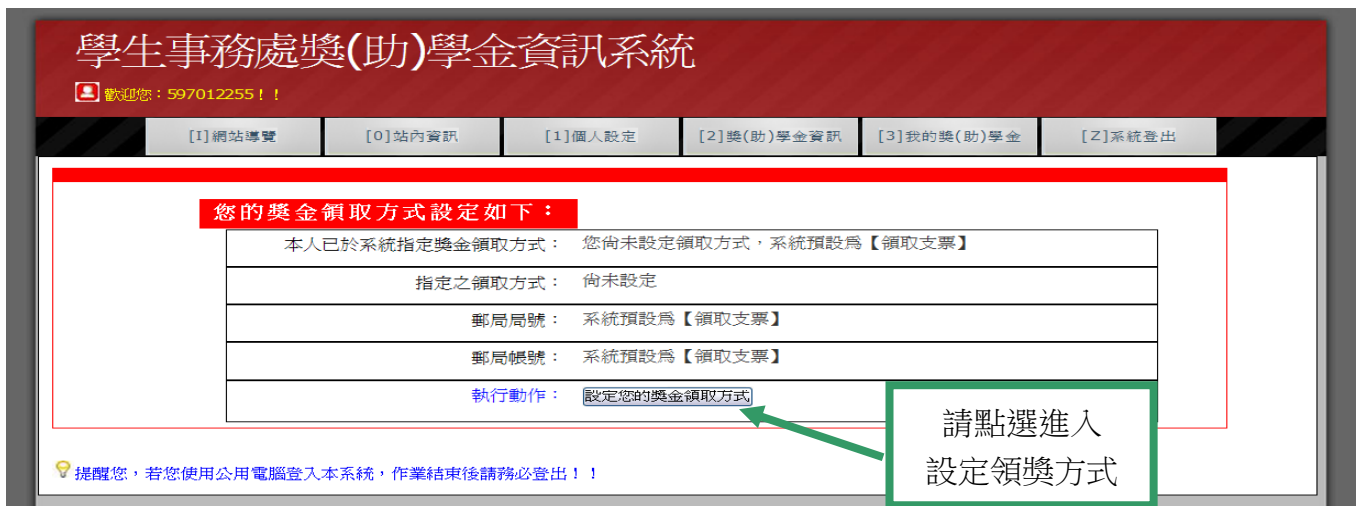 學生事務處獎(助)學金資訊系統
歡迎您：597012255！！
[I]網站導覽 [0]站內資訊 [1]個人設定 [2]獎(助)學金資訊 [3]我的獎(助)學金 [Z]系統登出
您的獎金領取方式設定如下：
本人已於系統指定獎金領取方式： 您尚未設定領取方式，系統預設為【領取支票】
指定之領取方式： 尚未設定
郵局局號： 系統預設為【領取支票】
郵局帳號： 系統預設為【領取支票】
執行動作： 設定您的獎金領取方式
請點選進入
設定領獎方式
提醒您，若您使用公用電腦登入本系統，作業結束後請務必登出！！